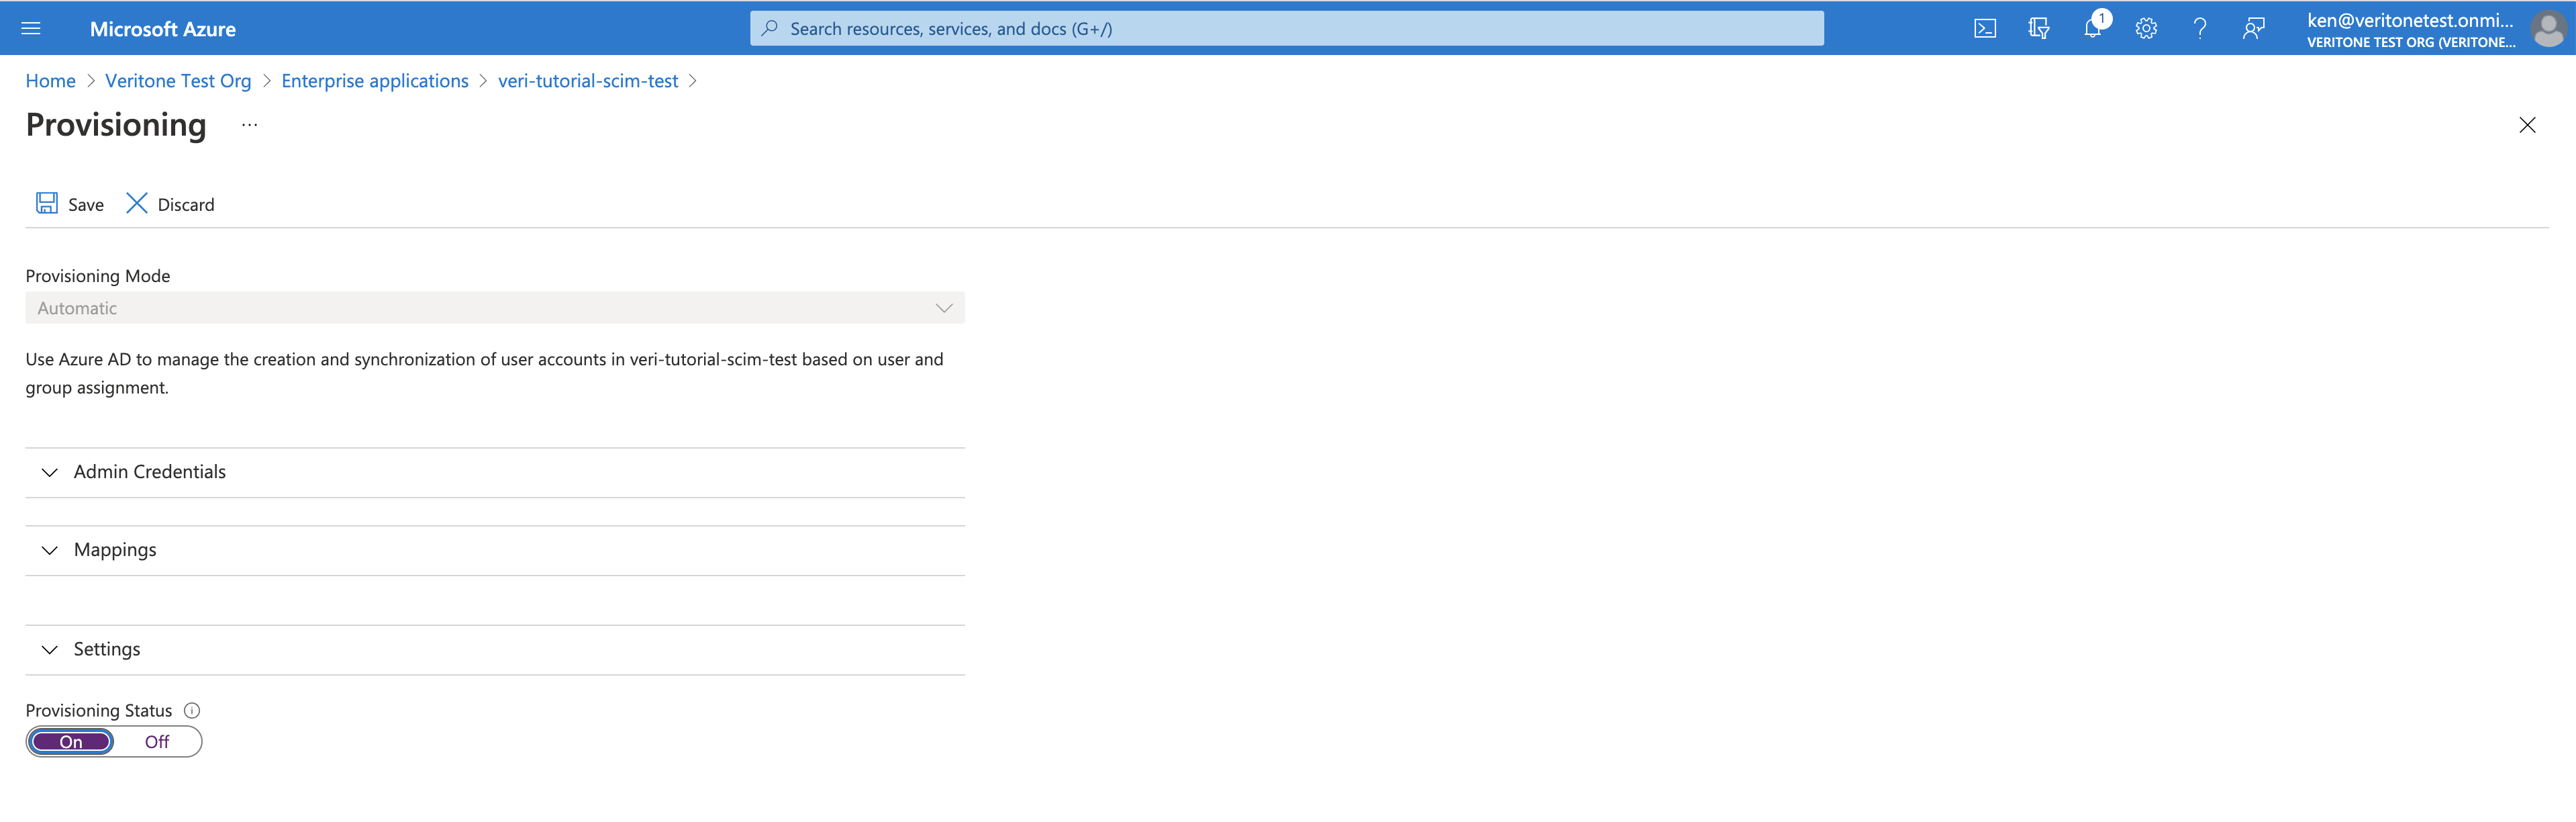 Microsoft Azure
Search resources, services, and docs (G+/)
1
ken@veritonetest.onmi...
VERITONE TEST ORG (VERITONE...
Home > Veritone Test Org > Enterprise applications > veri-tutorial-scim-test >
Provisioning ...
Save Discard
Provisioning Mode
Automatic
Use Azure AD to manage the creation and synchronization of user accounts in veri-tutorial-scim-test based on user and
group assignment.
Admin Credentials
Mappings
Settings
Provisioning Status
On Off